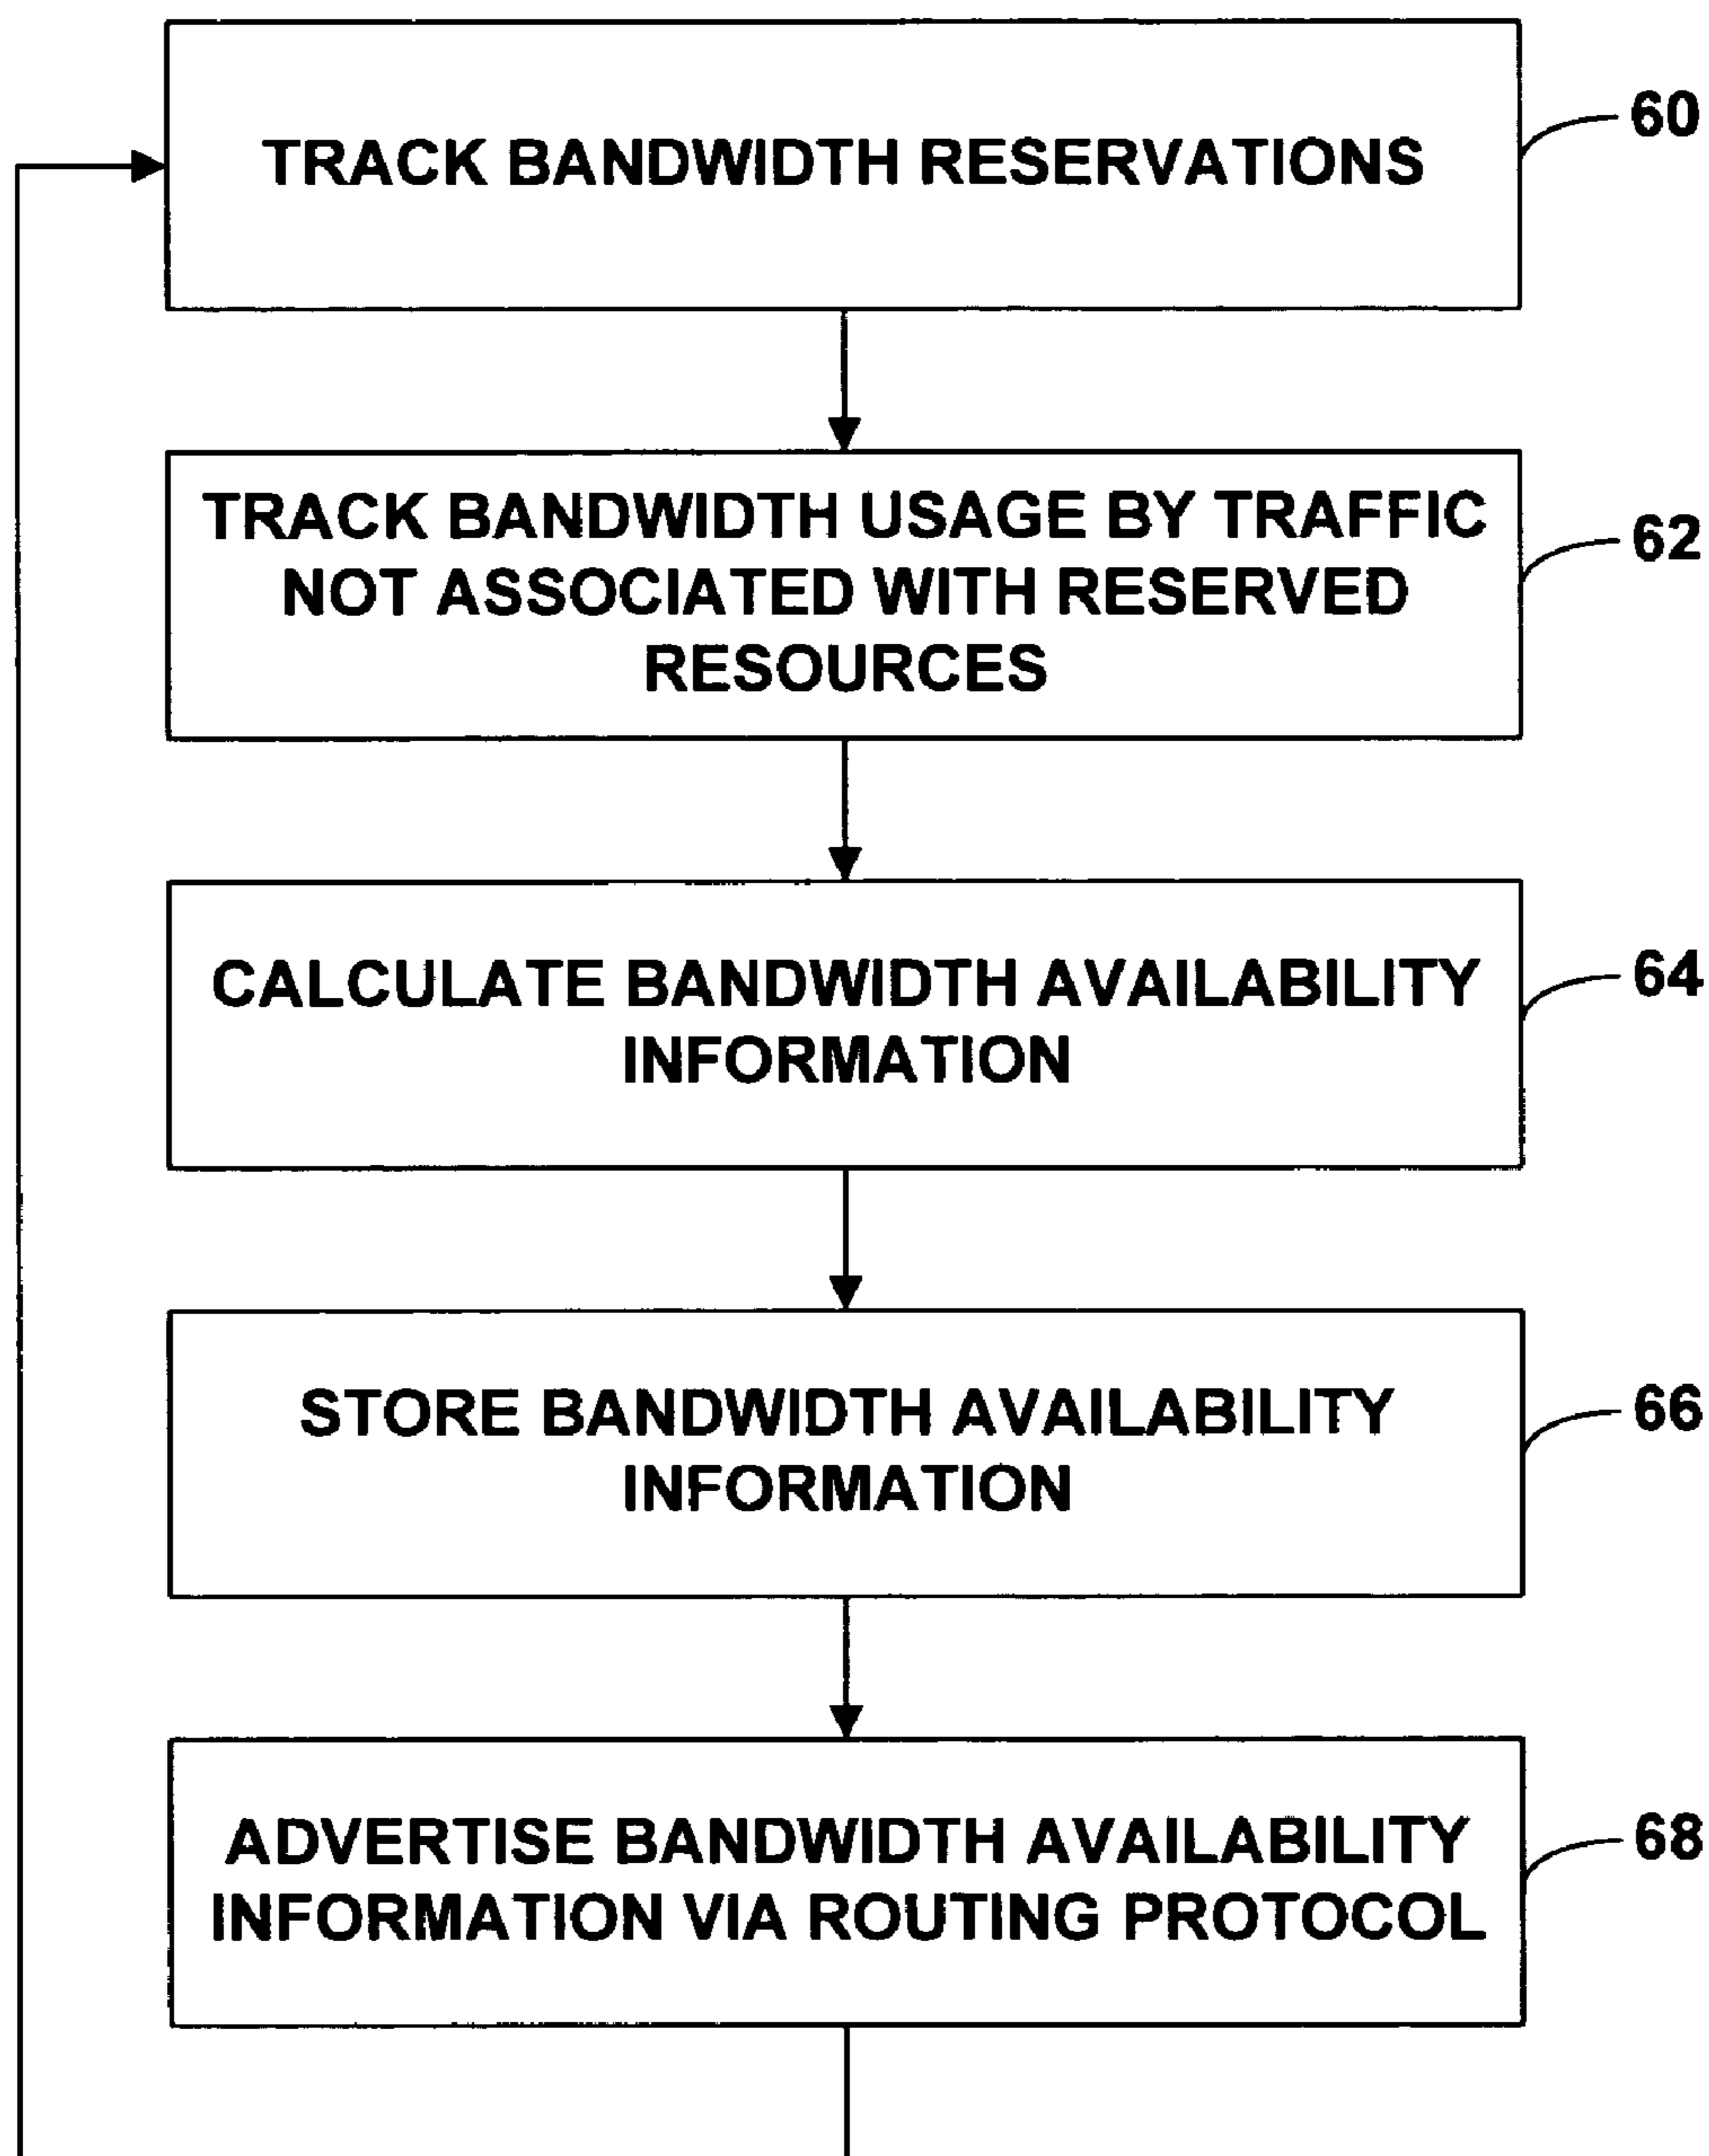 TRACK BANDWIDTH RESERVATIONS
60
TRACK BANDWIDTH USAGE BY TRAFFIC
NOT ASSOCIATED WITH RESERVED
RESOURCES
62
CALCULATE BANDWIDTH AVAILABILITY
INFORMATION
64
STORE BANDWIDTH AVAILABILITY
INFORMATION
66
ADVERTISE BANDWIDTH AVAILABILITY
INFORMATION VIA ROUTING PROTOCOL
68